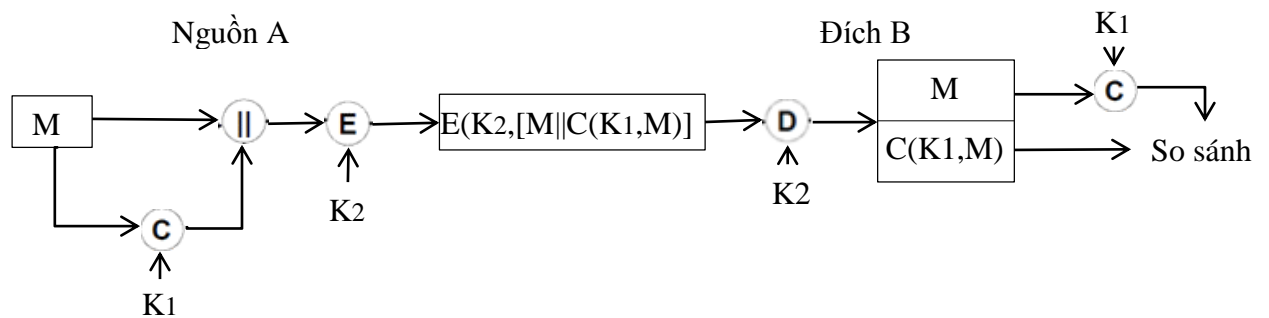 Nguồn A
Đích B
K1
M
||
E
E(K2,[M||C(K1,M)]
D
M
C
C(K1,M)
So sánh
K2
K2
C
K1